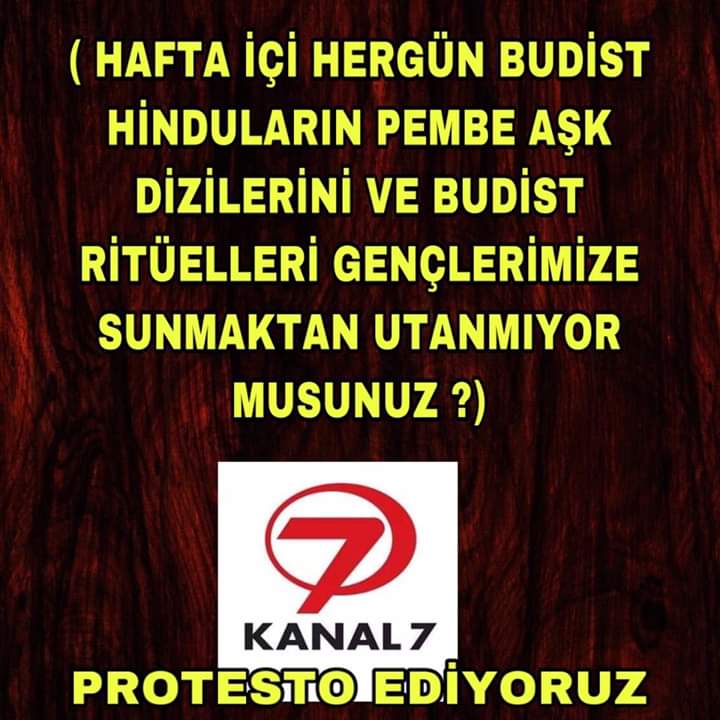 ( HAFTA İÇİ HERGÜN BUDİST
HİNDULARIN PEMBE AŞK
DİZİLERİNİ VE BUDİST
RİTÜELLERİ GENÇLERİMİZE
SUNMAKTAN UTANMIYOR
MUSUNUZ ?)
7
KANAL 7
PROTESTO EDİYORUZ